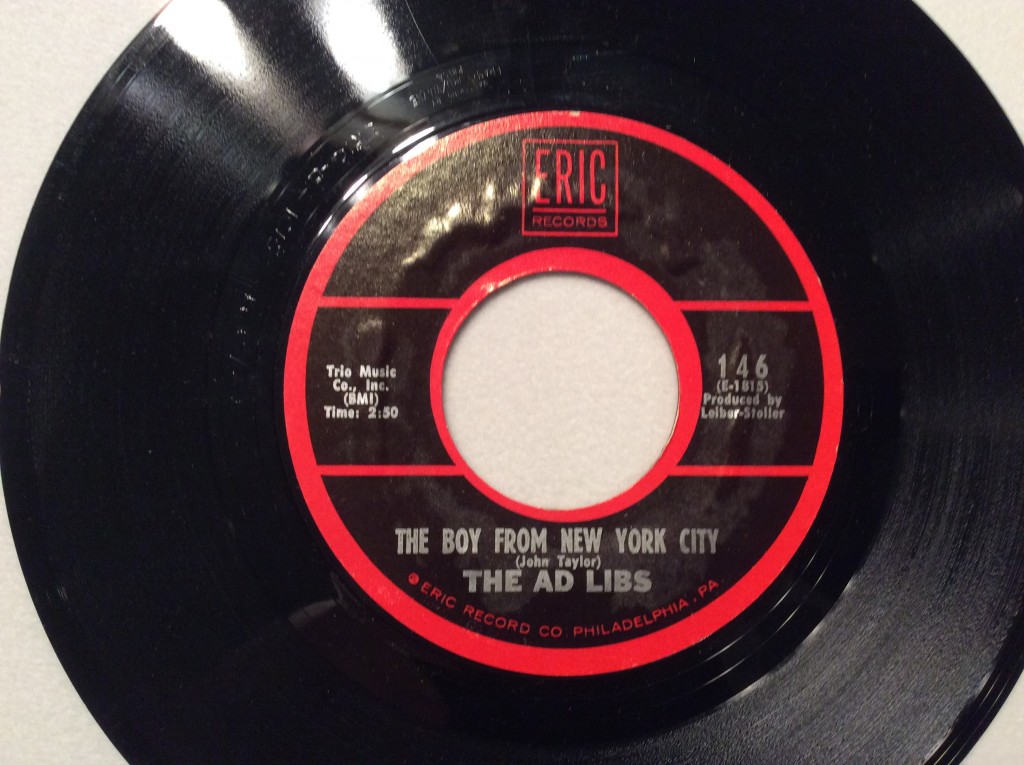 ERIC
RECORDS
Trio Music
Co., Inc.
(BMI)
Time: 2:50
146
(E-1815)
Produced by
Leiber-Stoller
THE BOY FROM NEW YORK CITY
(John Taylor)
THE AD LIBS
℗ ERIC RECORD CO. PHILADELPHIA, PA.